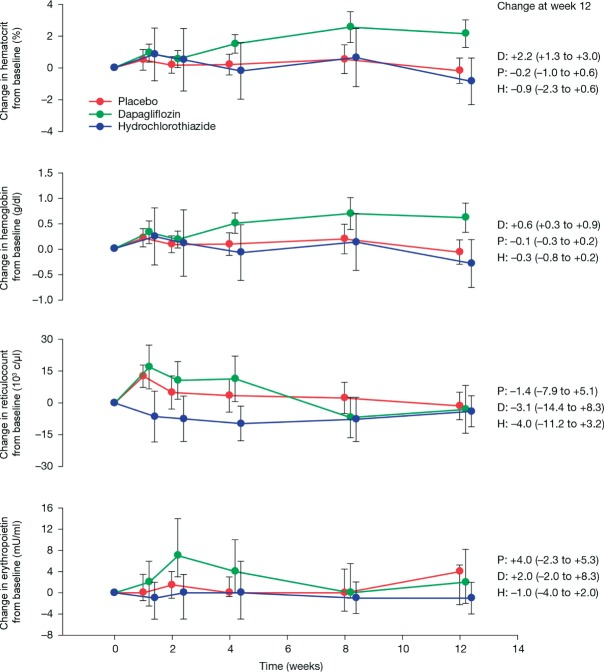 Change at week 12
Change in hematocrit
from baseline (%)
4
2
0
−2
−4
Placebo
Dapagliflozin
Hydrochlorothiazide
D: +2.2 (+1.3 to +3.0)
P: −0.2 (−1.0 to +0.6)
H: −0.9 (−2.3 to +0.6)
Change in hemoglobin
from baseline (g/dl)
1.5
1.0
0.5
0.0
−0.5
−1.0
D: +0.6 (+0.3 to +0.9)
P: −0.1 (−0.3 to +0.2)
H: −0.3 (−0.8 to +0.2)
Change in reticulocount
from baseline (10⁵ c/μl)
30
15
0
−15
−30
P: −1.4 (−7.9 to +5.1)
D: −3.1 (−14.4 to +8.3)
H: −4.0 (−11.2 to +3.2)
Change in erythropoietin
from baseline (mU/ml)
16
12
8
4
0
−4
−8
P: +4.0 (−2.3 to +5.3)
D: +2.0 (−2.0 to +8.3)
H: −1.0 (−4.0 to +2.0)
0 2 4 6 8 10 12 14
Time (weeks)